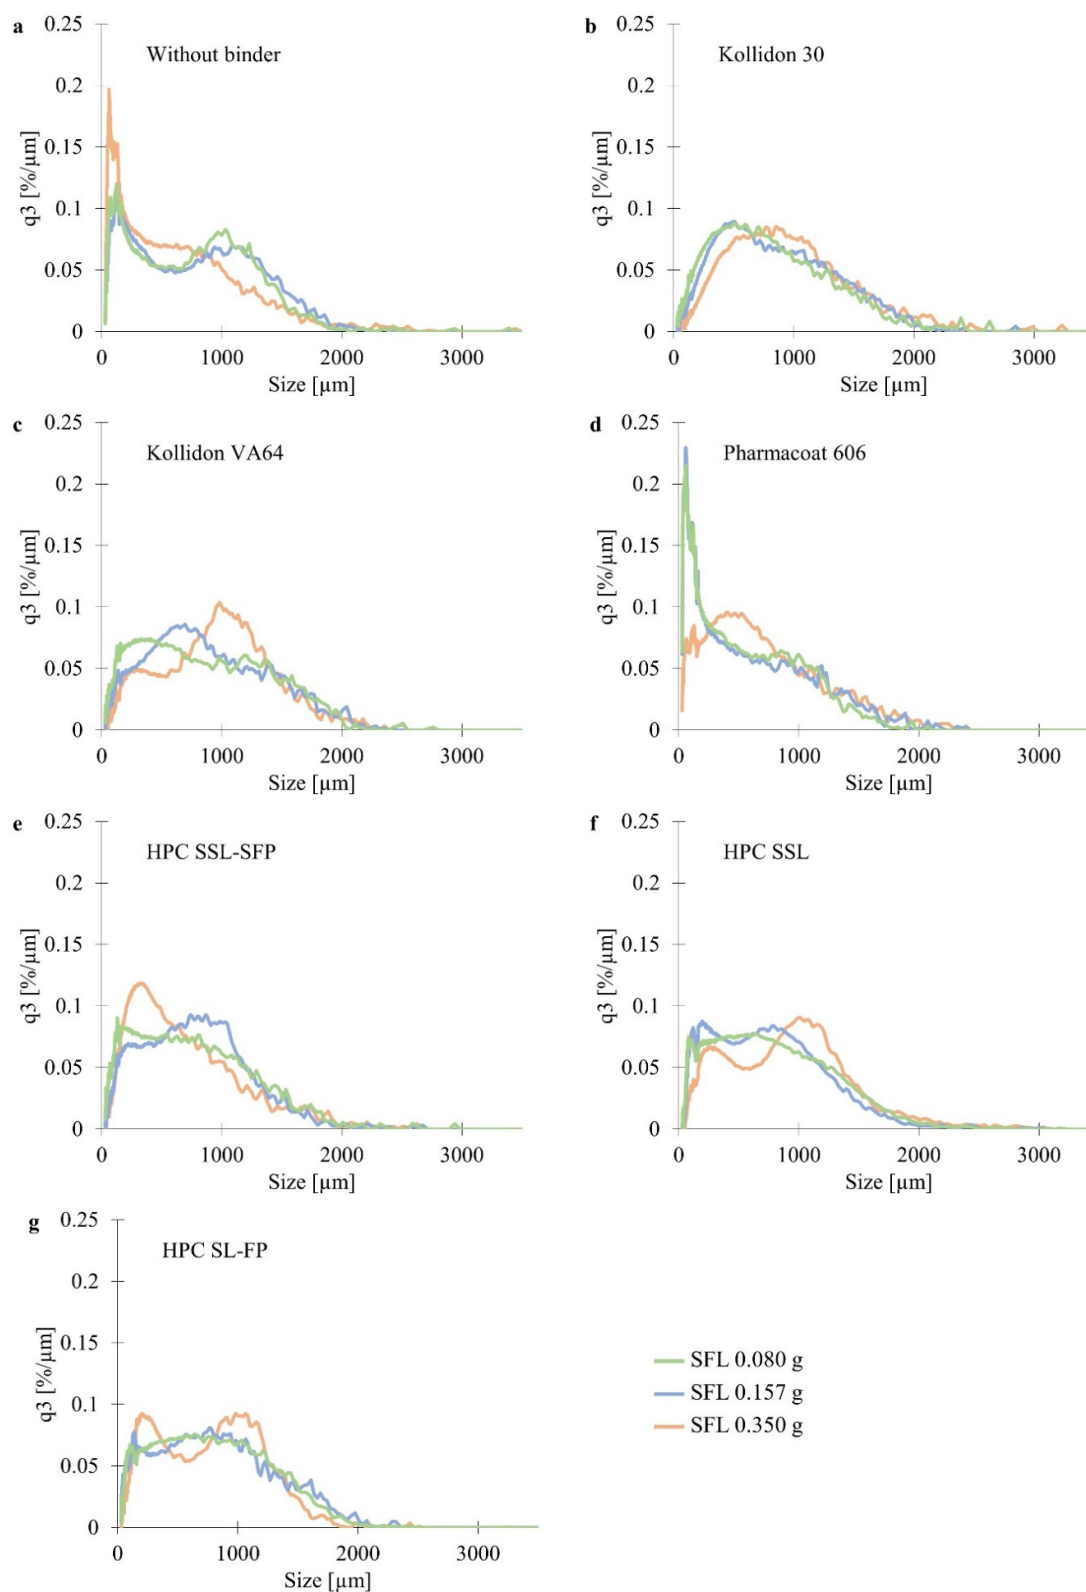 a
0.25
Without binder
0.2
0.15
0.1
0.05
0
q3 [%/µm]
0 1000 2000 3000
Size [µm]
b
0.25
Kollidon 30
0.2
0.15
0.1
0.05
0
q3 [%/µm]
0 1000 2000 3000
Size [µm]
c
0.25
Kollidon VA64
0.2
0.15
0.1
0.05
0
q3 [%/µm]
0 1000 2000 3000
Size [µm]
d
0.25
Pharmacoat 606
0.2
0.15
0.1
0.05
0
q3 [%/µm]
0 1000 2000 3000
Size [µm]
e
0.25
HPC SSL-SFP
0.2
0.15
0.1
0.05
0
q3 [%/µm]
0 1000 2000 3000
Size [µm]
f
0.25
HPC SSL
0.2
0.15
0.1
0.05
0
q3 [%/µm]
0 1000 2000 3000
Size [µm]
g
0.25
HPC SL-FP
0.2
0.15
0.1
0.05
0
q3 [%/µm]
0 1000 2000 3000
Size [µm]
SFL 0.080 g
SFL 0.157 g
SFL 0.350 g